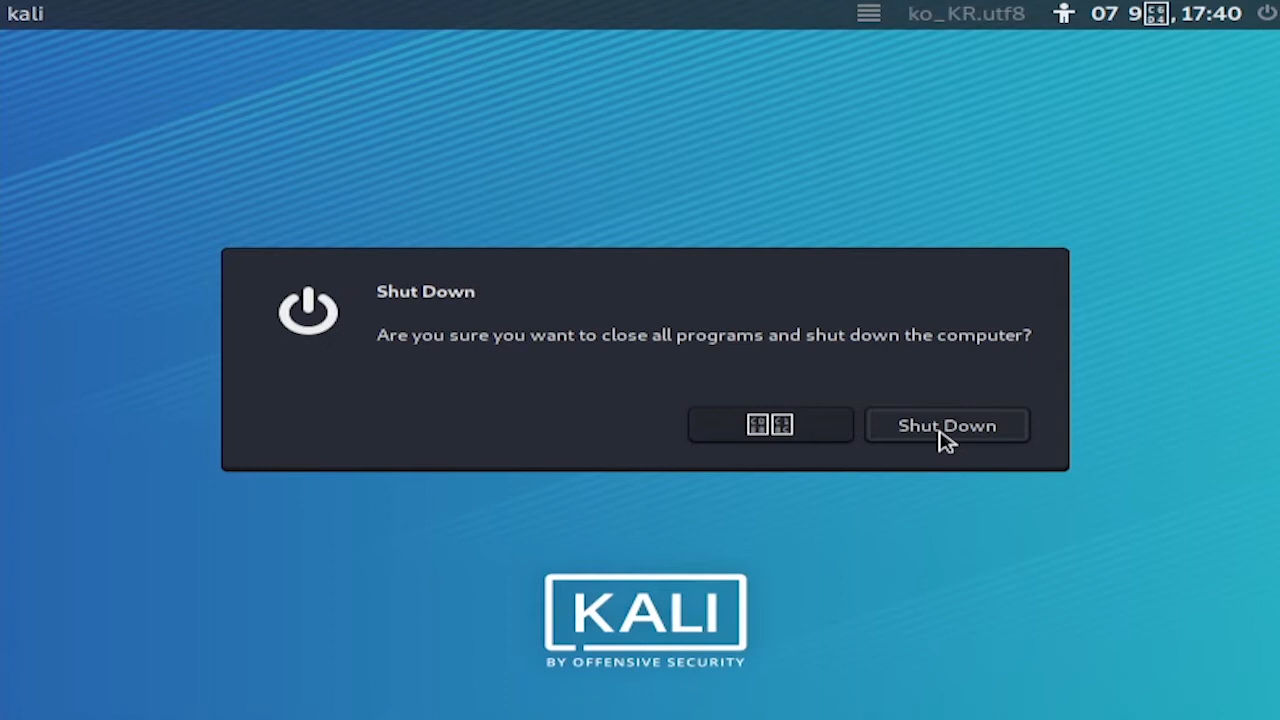 kali
ko_KR.utf8
07 9월, 17:40
Shut Down
Are you sure you want to close all programs and shut down the computer?
Shut Down
KALI
BY OFFENSIVE SECURITY